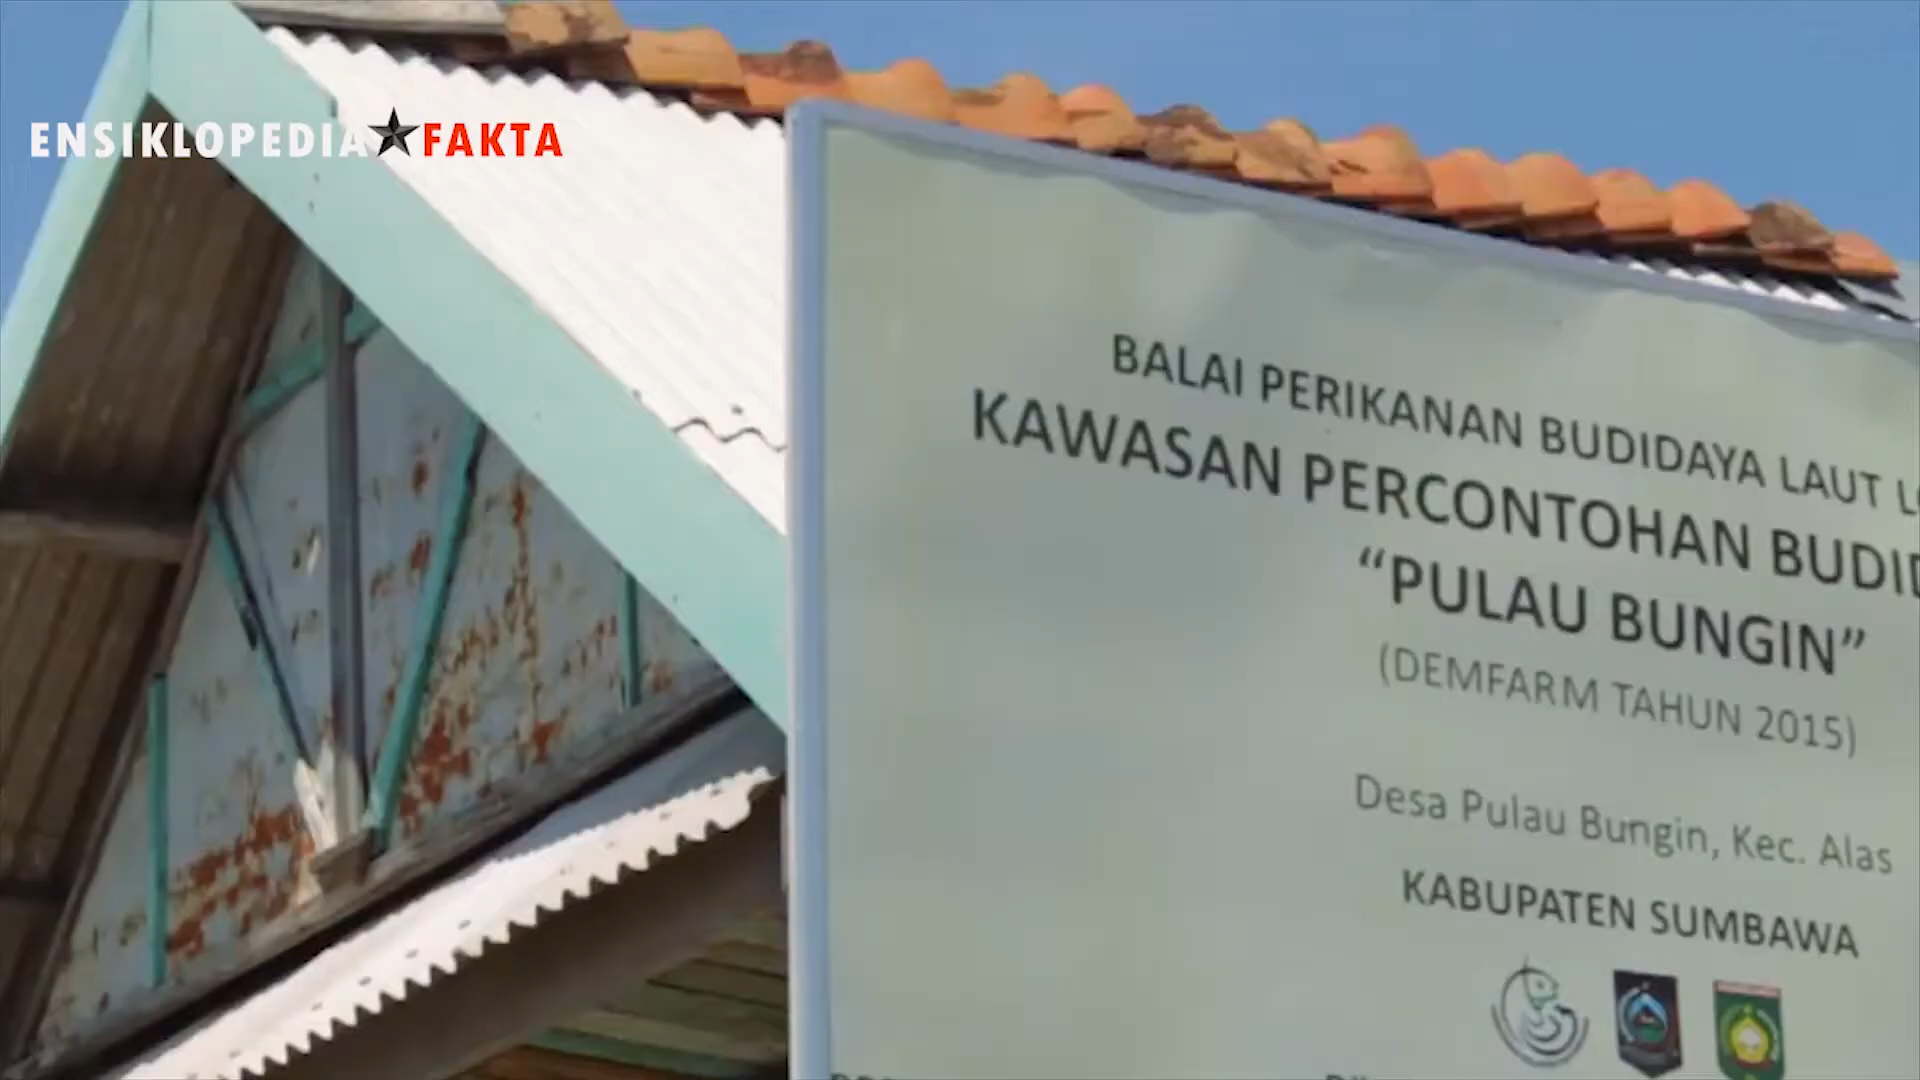 ENSIKLOPEDIA FAKTA
BALAI PERIKANAN BUDIDAYA LAUT
KAWASAN PERCONTOHAN
“PULAU BUNGIN”
(DEMFARM TAHUN 2015)
Desa Pulau Bungin, Kec. Alas
KABUPATEN SUMBAWA